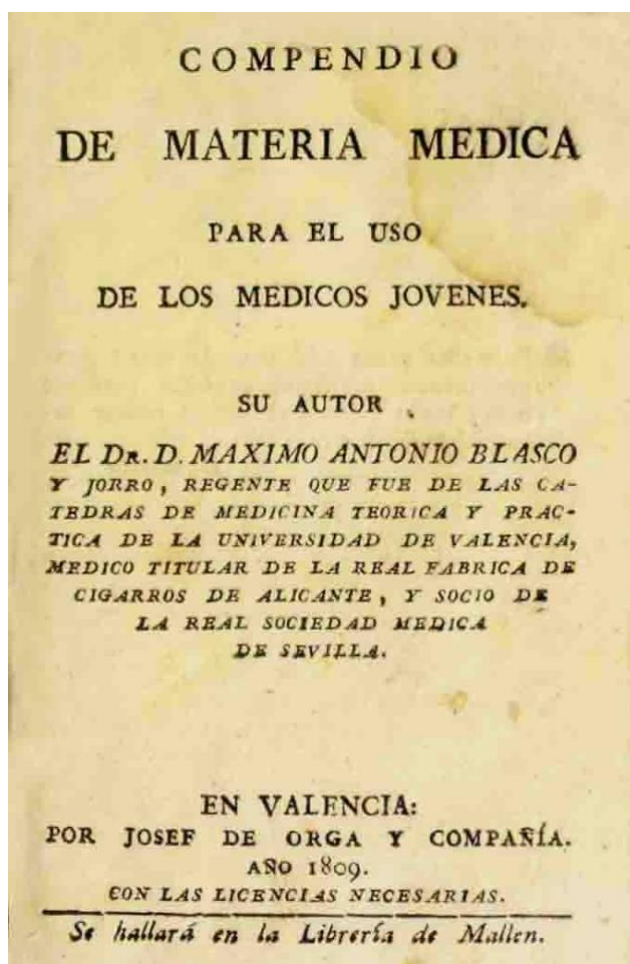 COMPENDIO
DE MATERIA MEDICA
PARA EL USO
DE LOS MEDICOS JOVENES.
SU AUTOR
EL DR. D. MAXIMO ANTONIO BLASCO
Y JORRO, REGENTE QUE FUE DE LAS CA-
TEDRAS DE MEDICINA TEORICA Y PRAC-
TICA DE LA UNIVERSIDAD DE VALENCIA,
MEDICO TITULAR DE LA REAL FABRICA DE
CIGARROS DE ALICANTE, Y SOCIO DE
LA REAL SOCIEDAD MEDICA
DE SEVILLA.
EN VALENCIA:
POR JOSEF DE ORGA Y COMPAÑÍA.
AÑO 1809.
CON LAS LICENCIAS NECESARIAS.
Se hallará en la Librería de Mallen.